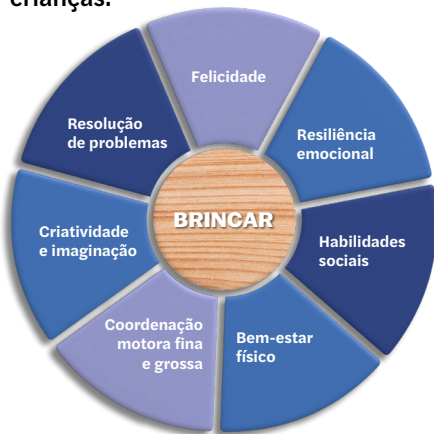 crianças.
Felicidade
Resiliência
emocional
Habilidades
sociais
Bem-estar
físico
Coordenação
motora fina
e grossa
Criatividade
e imaginação
Resolução
de problemas
BRINCAR